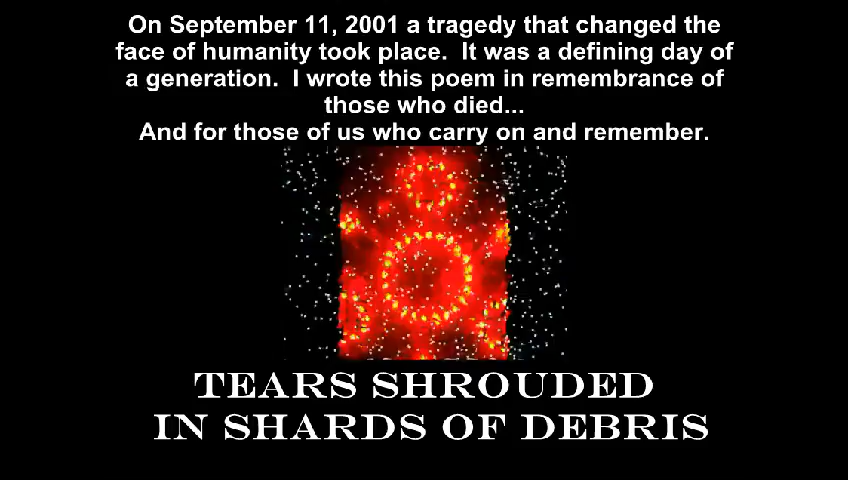 On September 11, 2001 a tragedy that changed the
face of humanity took place.  It was a defining day of
a generation.  I wrote this poem in remembrance of
those who died...
And for those of us who carry on and remember.
TEARS SHROUDED
IN SHARDS OF DEBRIS